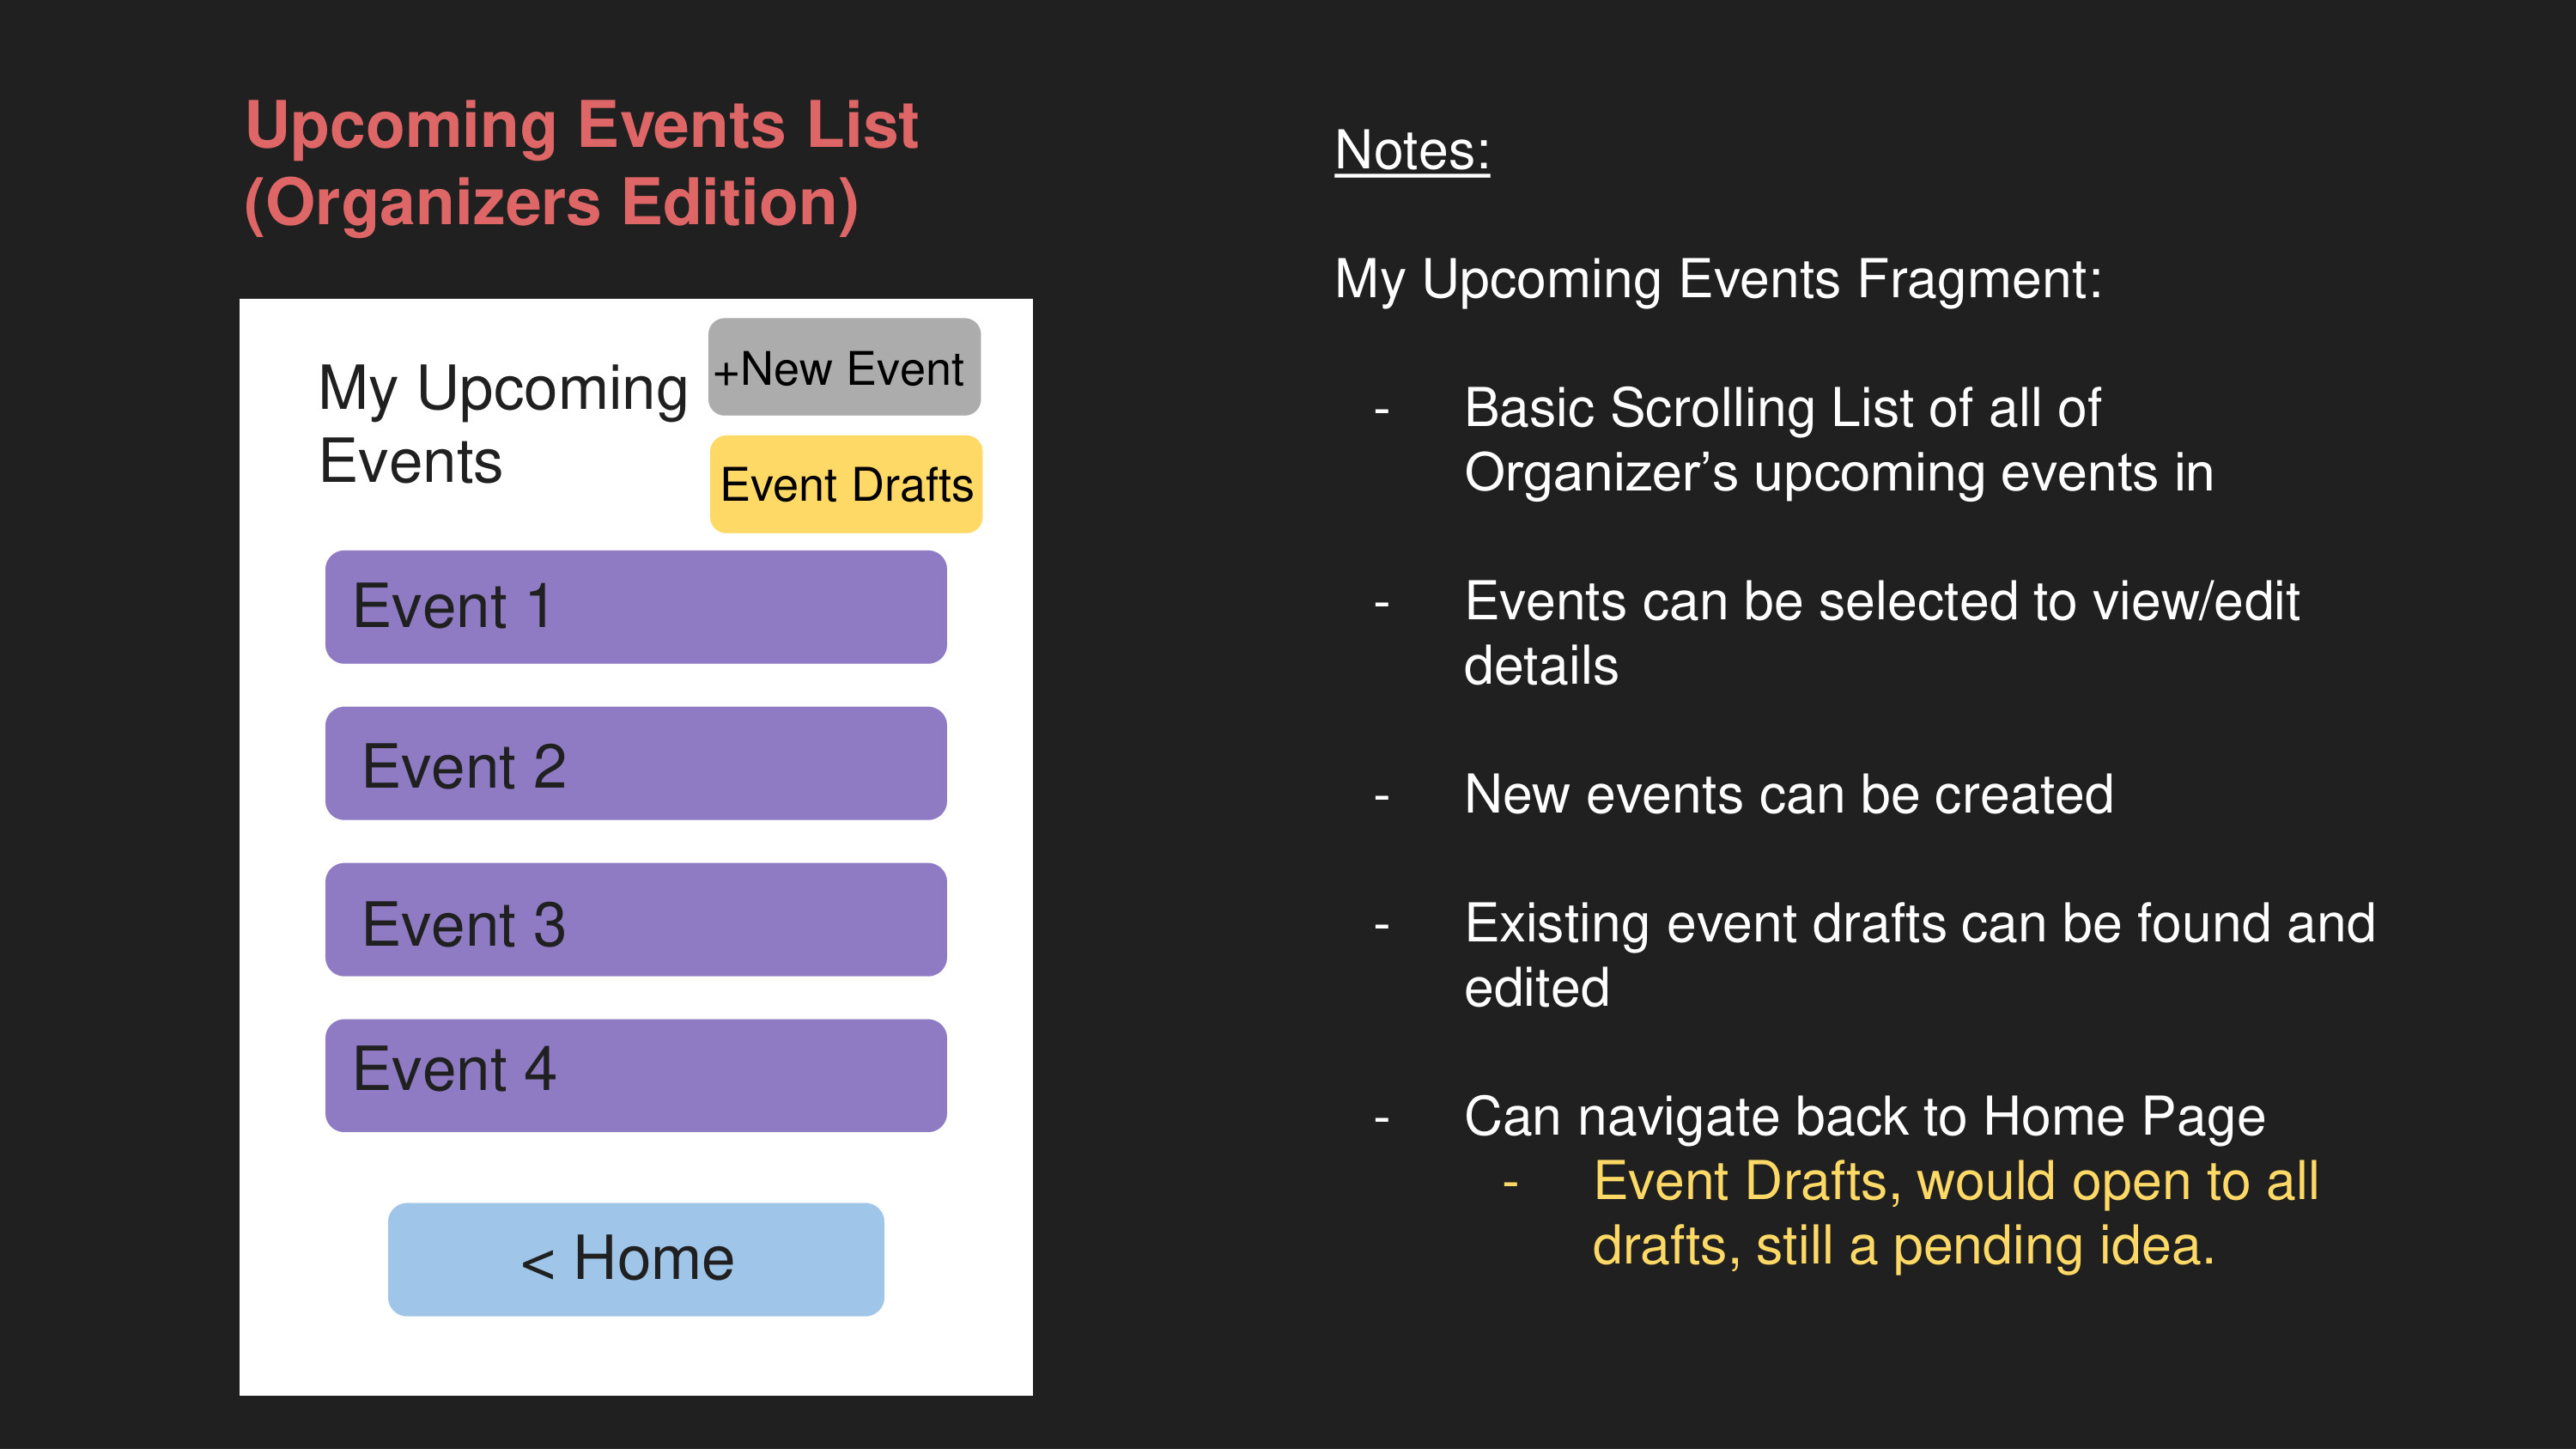 Upcoming Events List
(Organizers Edition)
My Upcoming
Events
+New Event
Event Drafts
Event 1
Event 2
Event 3
Event 4
< Home
Notes:
My Upcoming Events Fragment:
- Basic Scrolling List of all of
Organizer’s upcoming events in
- Events can be selected to view/edit
details
- New events can be created
- Existing event drafts can be found and
edited
- Can navigate back to Home Page
- Event Drafts, would open to all
drafts, still a pending idea.